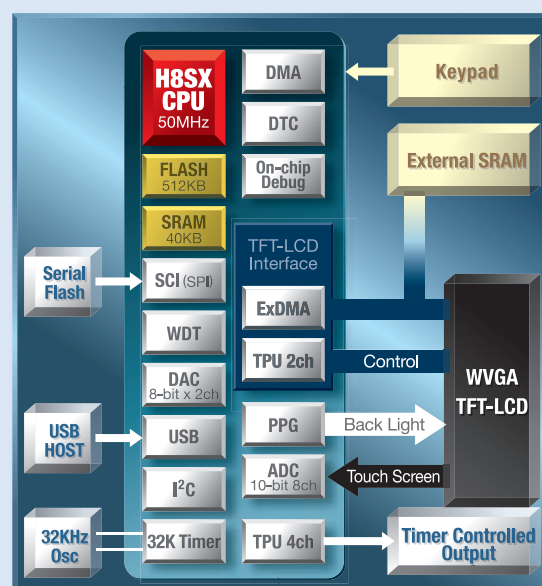 H8SX
CPU
50MHz
DMA
Keypad
DTC
FLASH
512KB
On-chip
Debug
External SRAM
SRAM
40KB
TFT-LCD
Interface
Serial
Flash
SCI (SPI)
ExDMA
WDT
TPU 2ch
Control
WVGA
TFT-LCD
DAC
8-bit x 2ch
USB
HOST
USB
PPG
Back Light
I²C
ADC
10-bit 8ch
Touch Screen
32KHz
Osc
32K Timer
TPU 4ch
Timer Controlled
Output